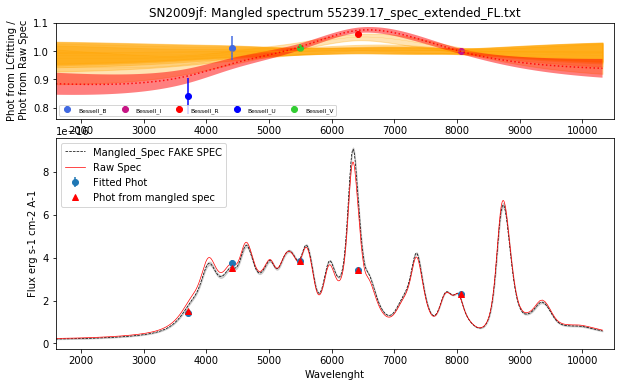 SN2009jf: Mangled spectrum 55239.17_spec_extended_FL.txt
Phot from LCfitting /
Phot from Raw Spec
1.1
1.0
0.9
0.8
Bessell_B
Bessell_I
Bessell_R
Bessell_U
Bessell_V
2000 3000 4000 5000 6000 7000 8000 9000 10000
1e−16
Mangled_Spec FAKE SPEC
Raw Spec
Fitted Phot
Phot from mangled spec
Flux erg s-1 cm-2 A-1
8
6
4
2
0
2000 3000 4000 5000 6000 7000 8000 9000 10000
Wavelenght